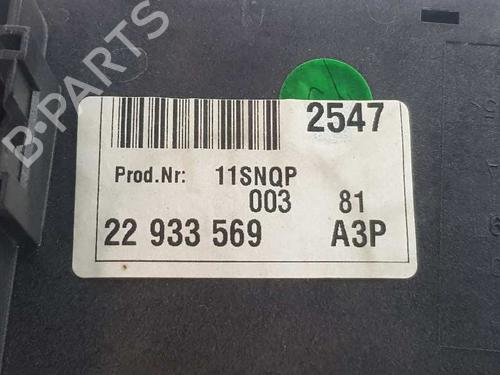 B-PARTS
2547
Prod.Nr: 11SNQP
003 81
22 933 569 A3P